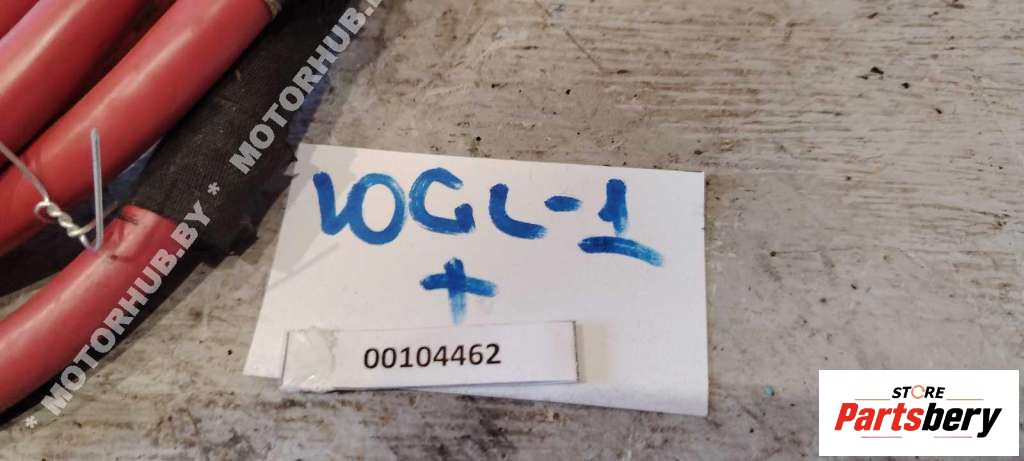 * MOTORHUB.BY * MOTORHUB.BY
10GL-1
+
00104462
STORE
Partsbery